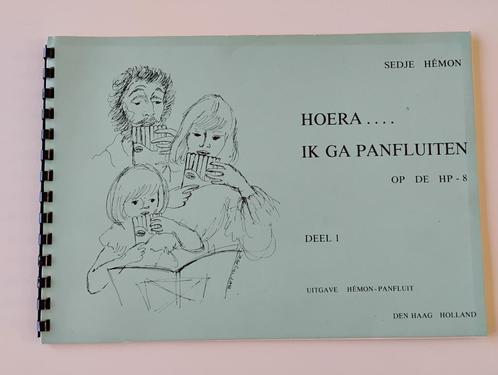 SEDJE HÉMON
HOERA ....
IK GA PANFLUITEN
OP DE HP - 8
DEEL 1
UITGAVE HÉMON-PANFLUIT
DEN HAAG HOLLAND